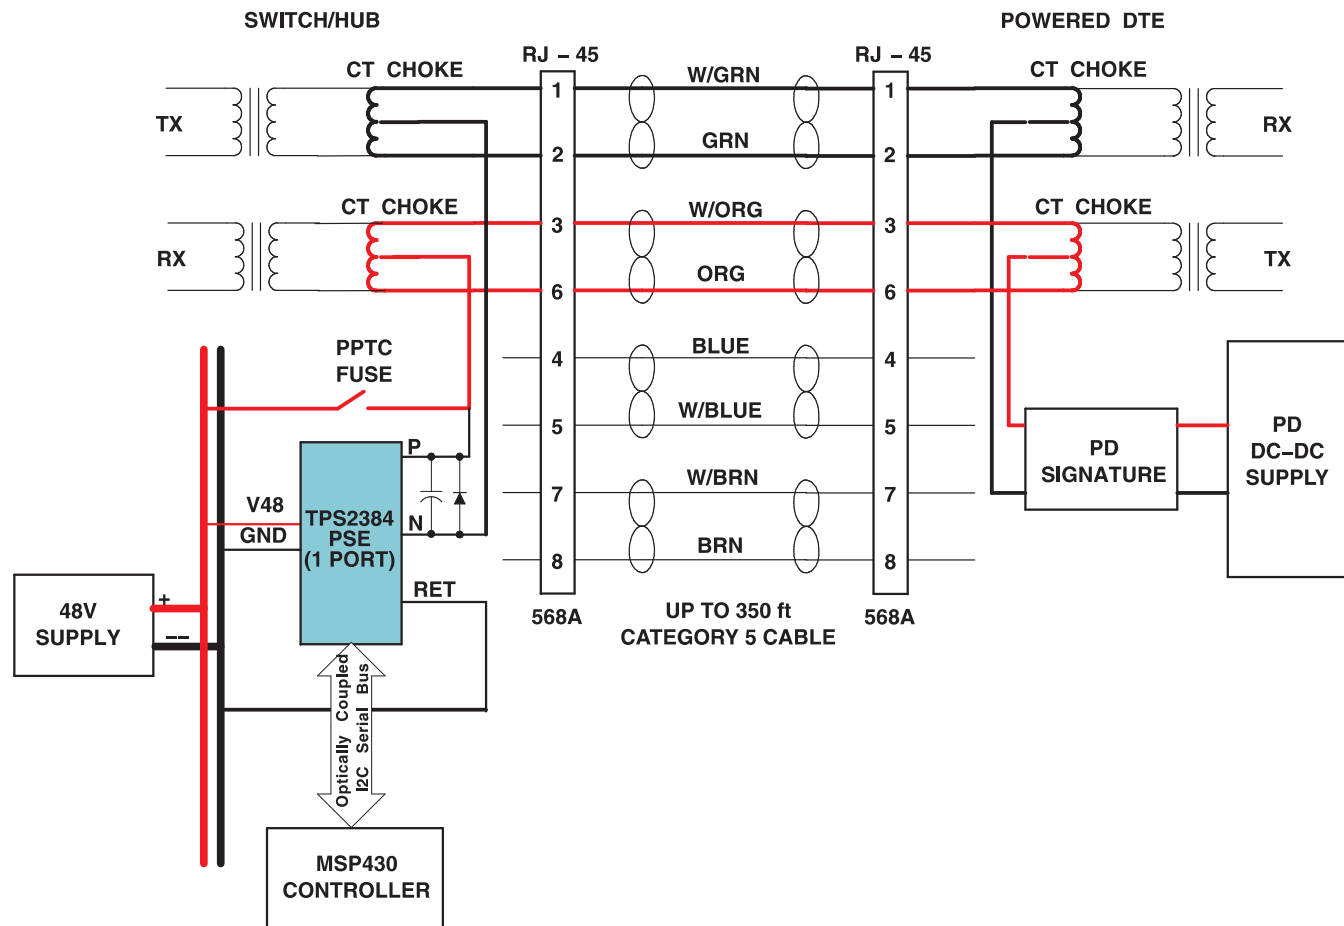 SWITCH/HUB
POWERED DTE
RJ – 45
RJ – 45
CT CHOKE
W/GRN
CT CHOKE
1
1
TX
RX
GRN
2
2
CT CHOKE
W/ORG
CT CHOKE
3
3
RX
TX
ORG
6
6
PPTC
FUSE
BLUE
4
4
W/BLUE
5
5
P
PD
SIGNATURE
PD
DC–DC
SUPPLY
W/BRN
7
7
V48
GND
N
TPS2384
PSE
(1 PORT)
BRN
8
8
RET
568A
UP TO 350 ft
CATEGORY 5 CABLE
568A
+
--
48V
SUPPLY
Optically Coupled
I2C Serial Bus
MSP430
CONTROLLER